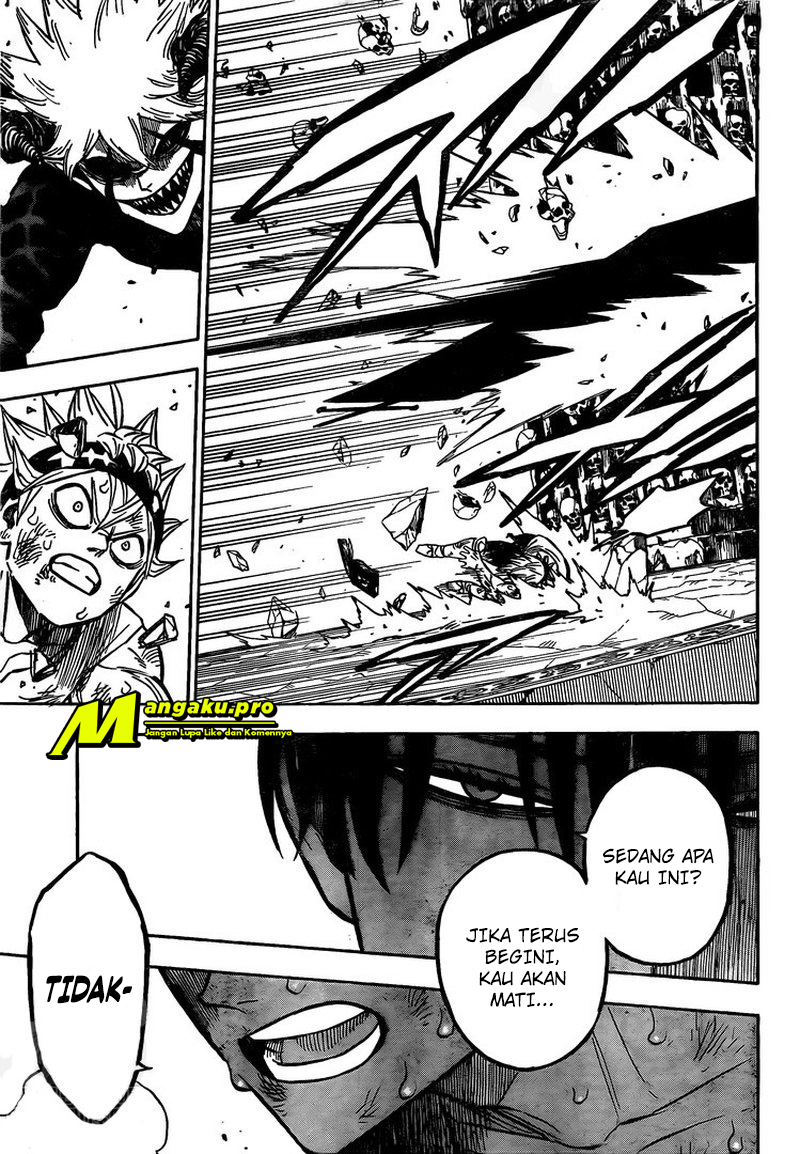 Mangaku.pro
Jangan Lupa Like dan Komennya
SEDANG APA
KAU INI?
JIKA TERUS
BEGINI,
KAU AKAN
MATI...
TIDAK-